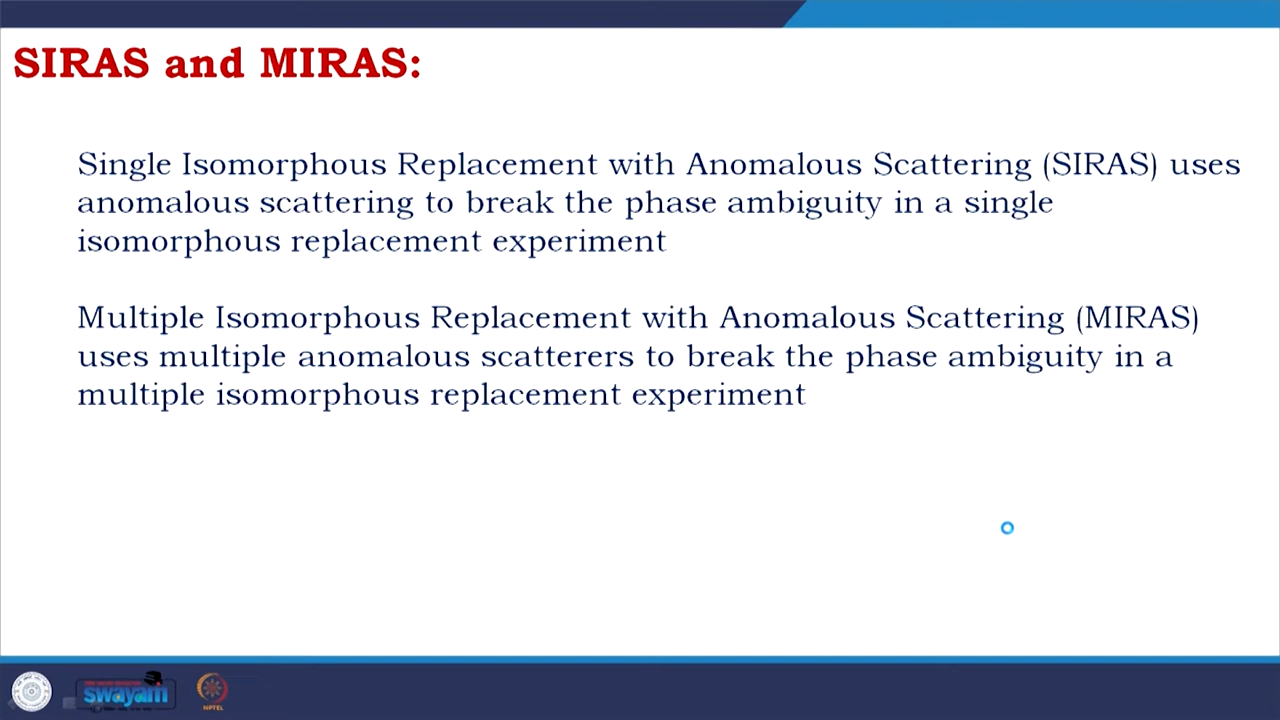 SIRAS and MIRAS:
Single Isomorphous Replacement with Anomalous Scattering (SIRAS) uses
anomalous scattering to break the phase ambiguity in a single
isomorphous replacement experiment
Multiple Isomorphous Replacement with Anomalous Scattering (MIRAS)
uses multiple anomalous scatterers to break the phase ambiguity in a
multiple isomorphous replacement experiment
swayam
NPTEL